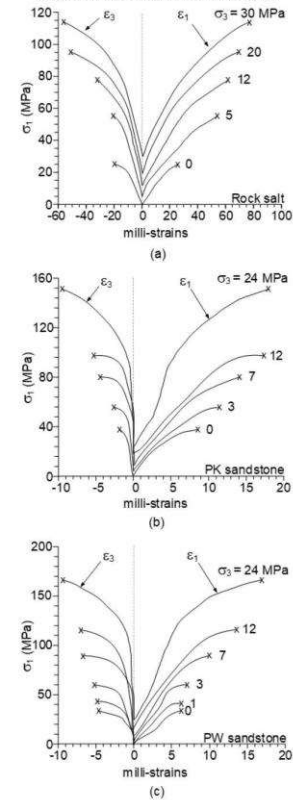 120
100
80
60
40
20
0
σ1 (MPa)
ε3
ε1
σ3 = 30 MPa
20
12
5
0
-60 -40 -20 0 20 40 60 80 100
Rock salt
milli-strains
(a)
160
120
80
40
0
σ1 (MPa)
ε3
ε1
σ3 = 24 MPa
12
7
3
0
-10 -5 0 5 10 15 20
PK sandstone
milli-strains
(b)
200
150
100
50
0
σ1 (MPa)
ε3
ε1
σ3 = 24 MPa
12
7
3
1
0
-10 -5 0 5 10 15 20
PW sandstone
milli-strains
(c)